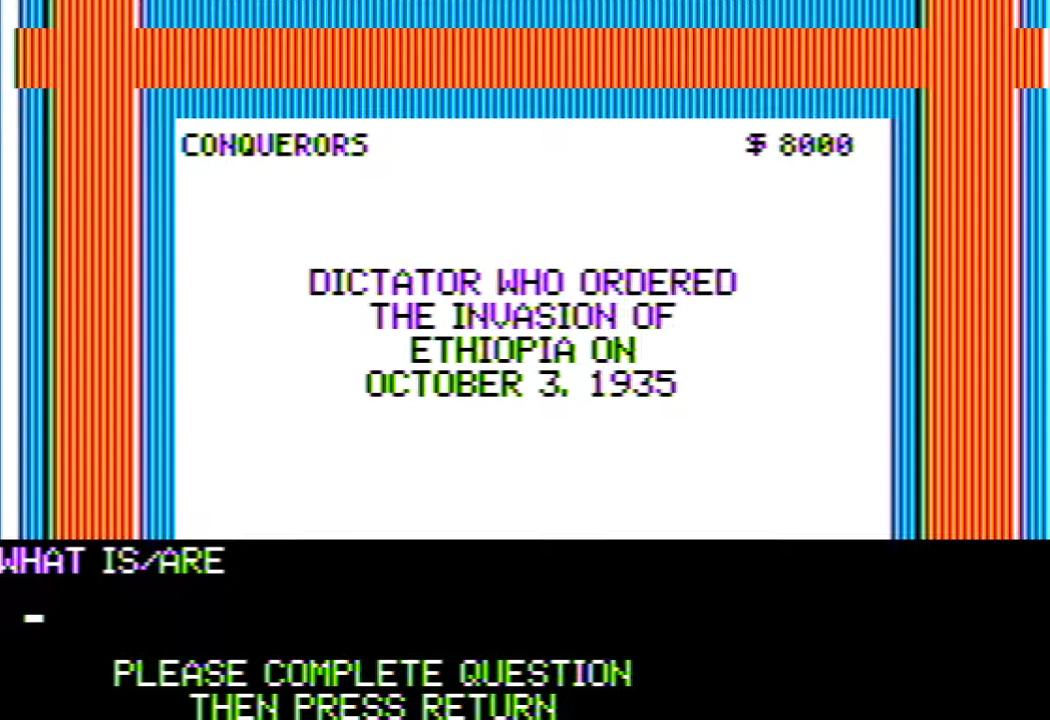 CONQUERORS $ 8000
DICTATOR WHO ORDERED
THE INVASION OF
ETHIOPIA ON
OCTOBER 3, 1935
WHAT IS/ARE
PLEASE COMPLETE QUESTION
THEN PRESS RETURN